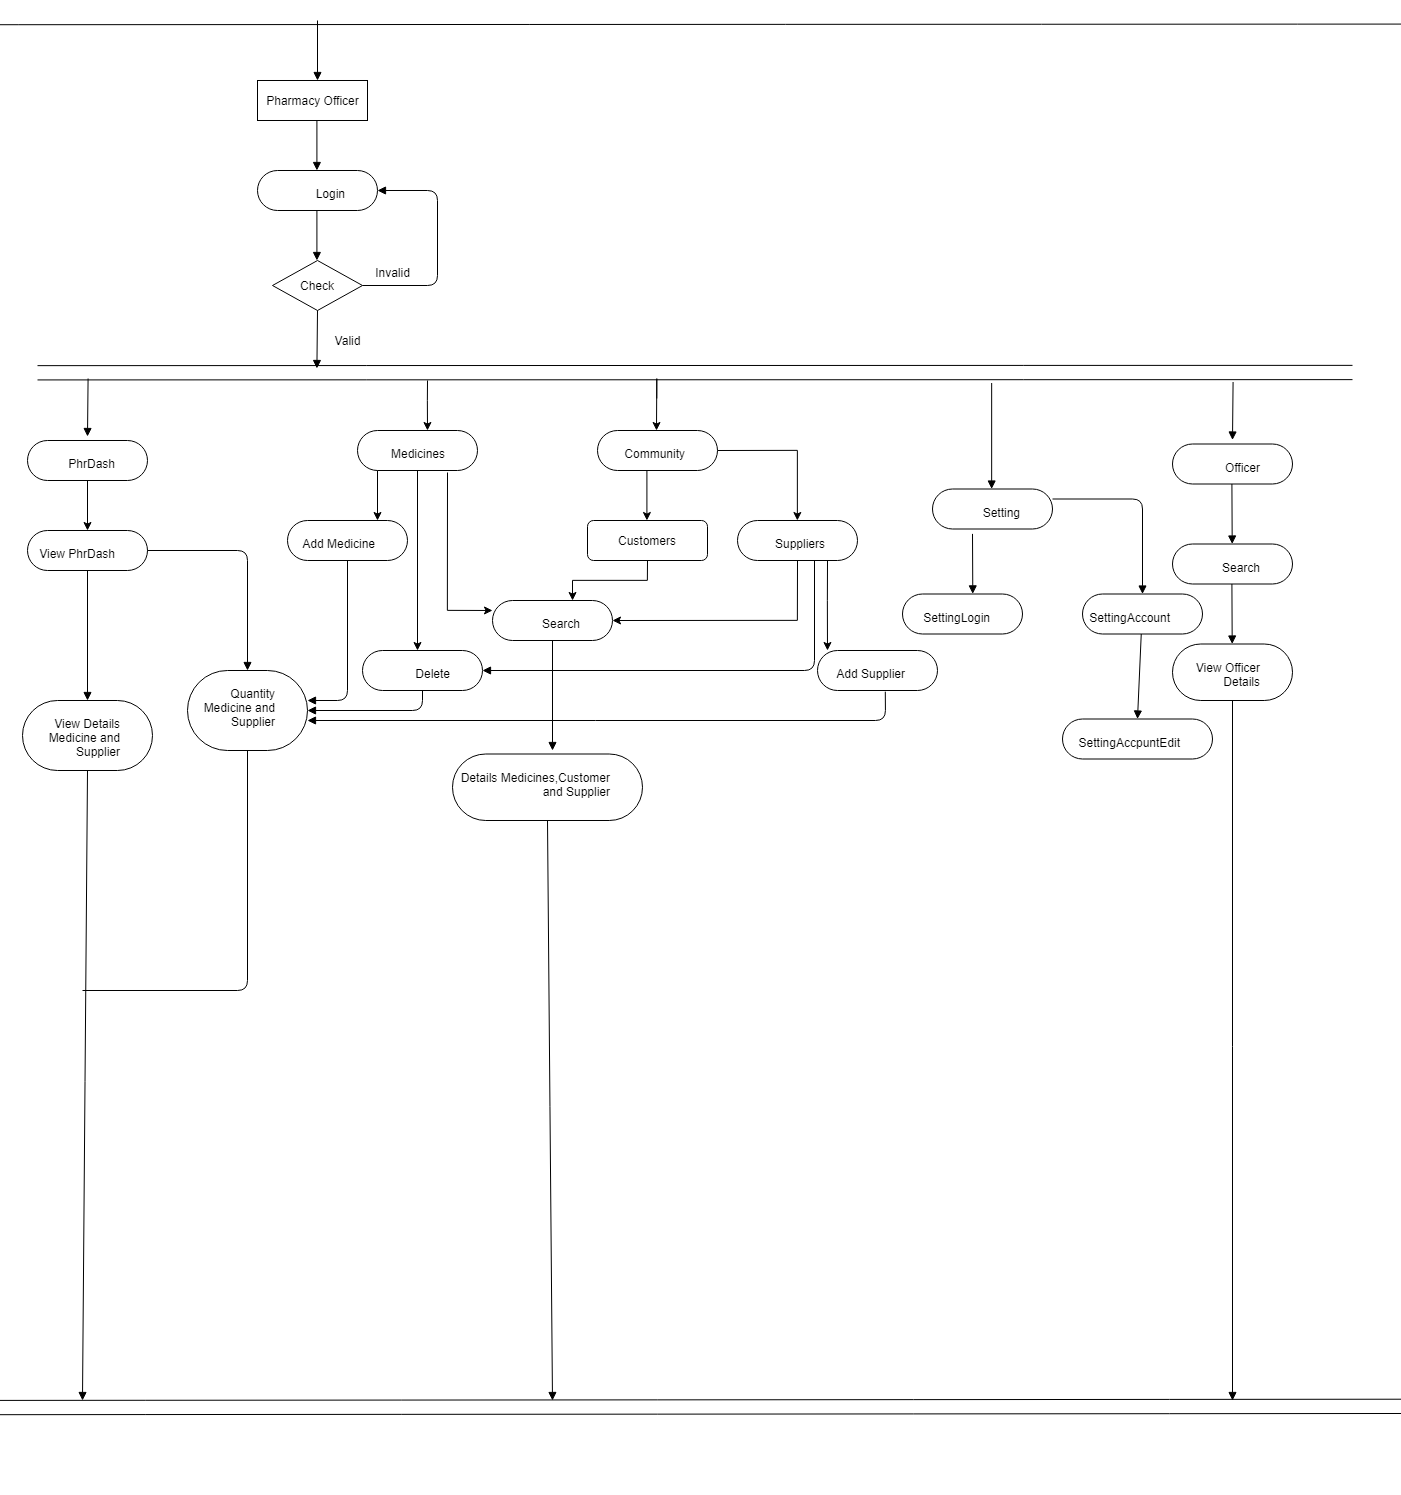 Pharmacy Officer
Login
Invalid
Check
Valid
PhrDash
Medicines
Community
Officer
Setting
View PhrDash
Add Medicine
Customers
Suppliers
Search
Search
SettingLogin
SettingAccount
Delete
Add Supplier
View Officer
Details
Quantity
Medicine and
Supplier
View Details
Medicine and
Supplier
SettingAccpuntEdit
Details Medicines,Customer
and Supplier